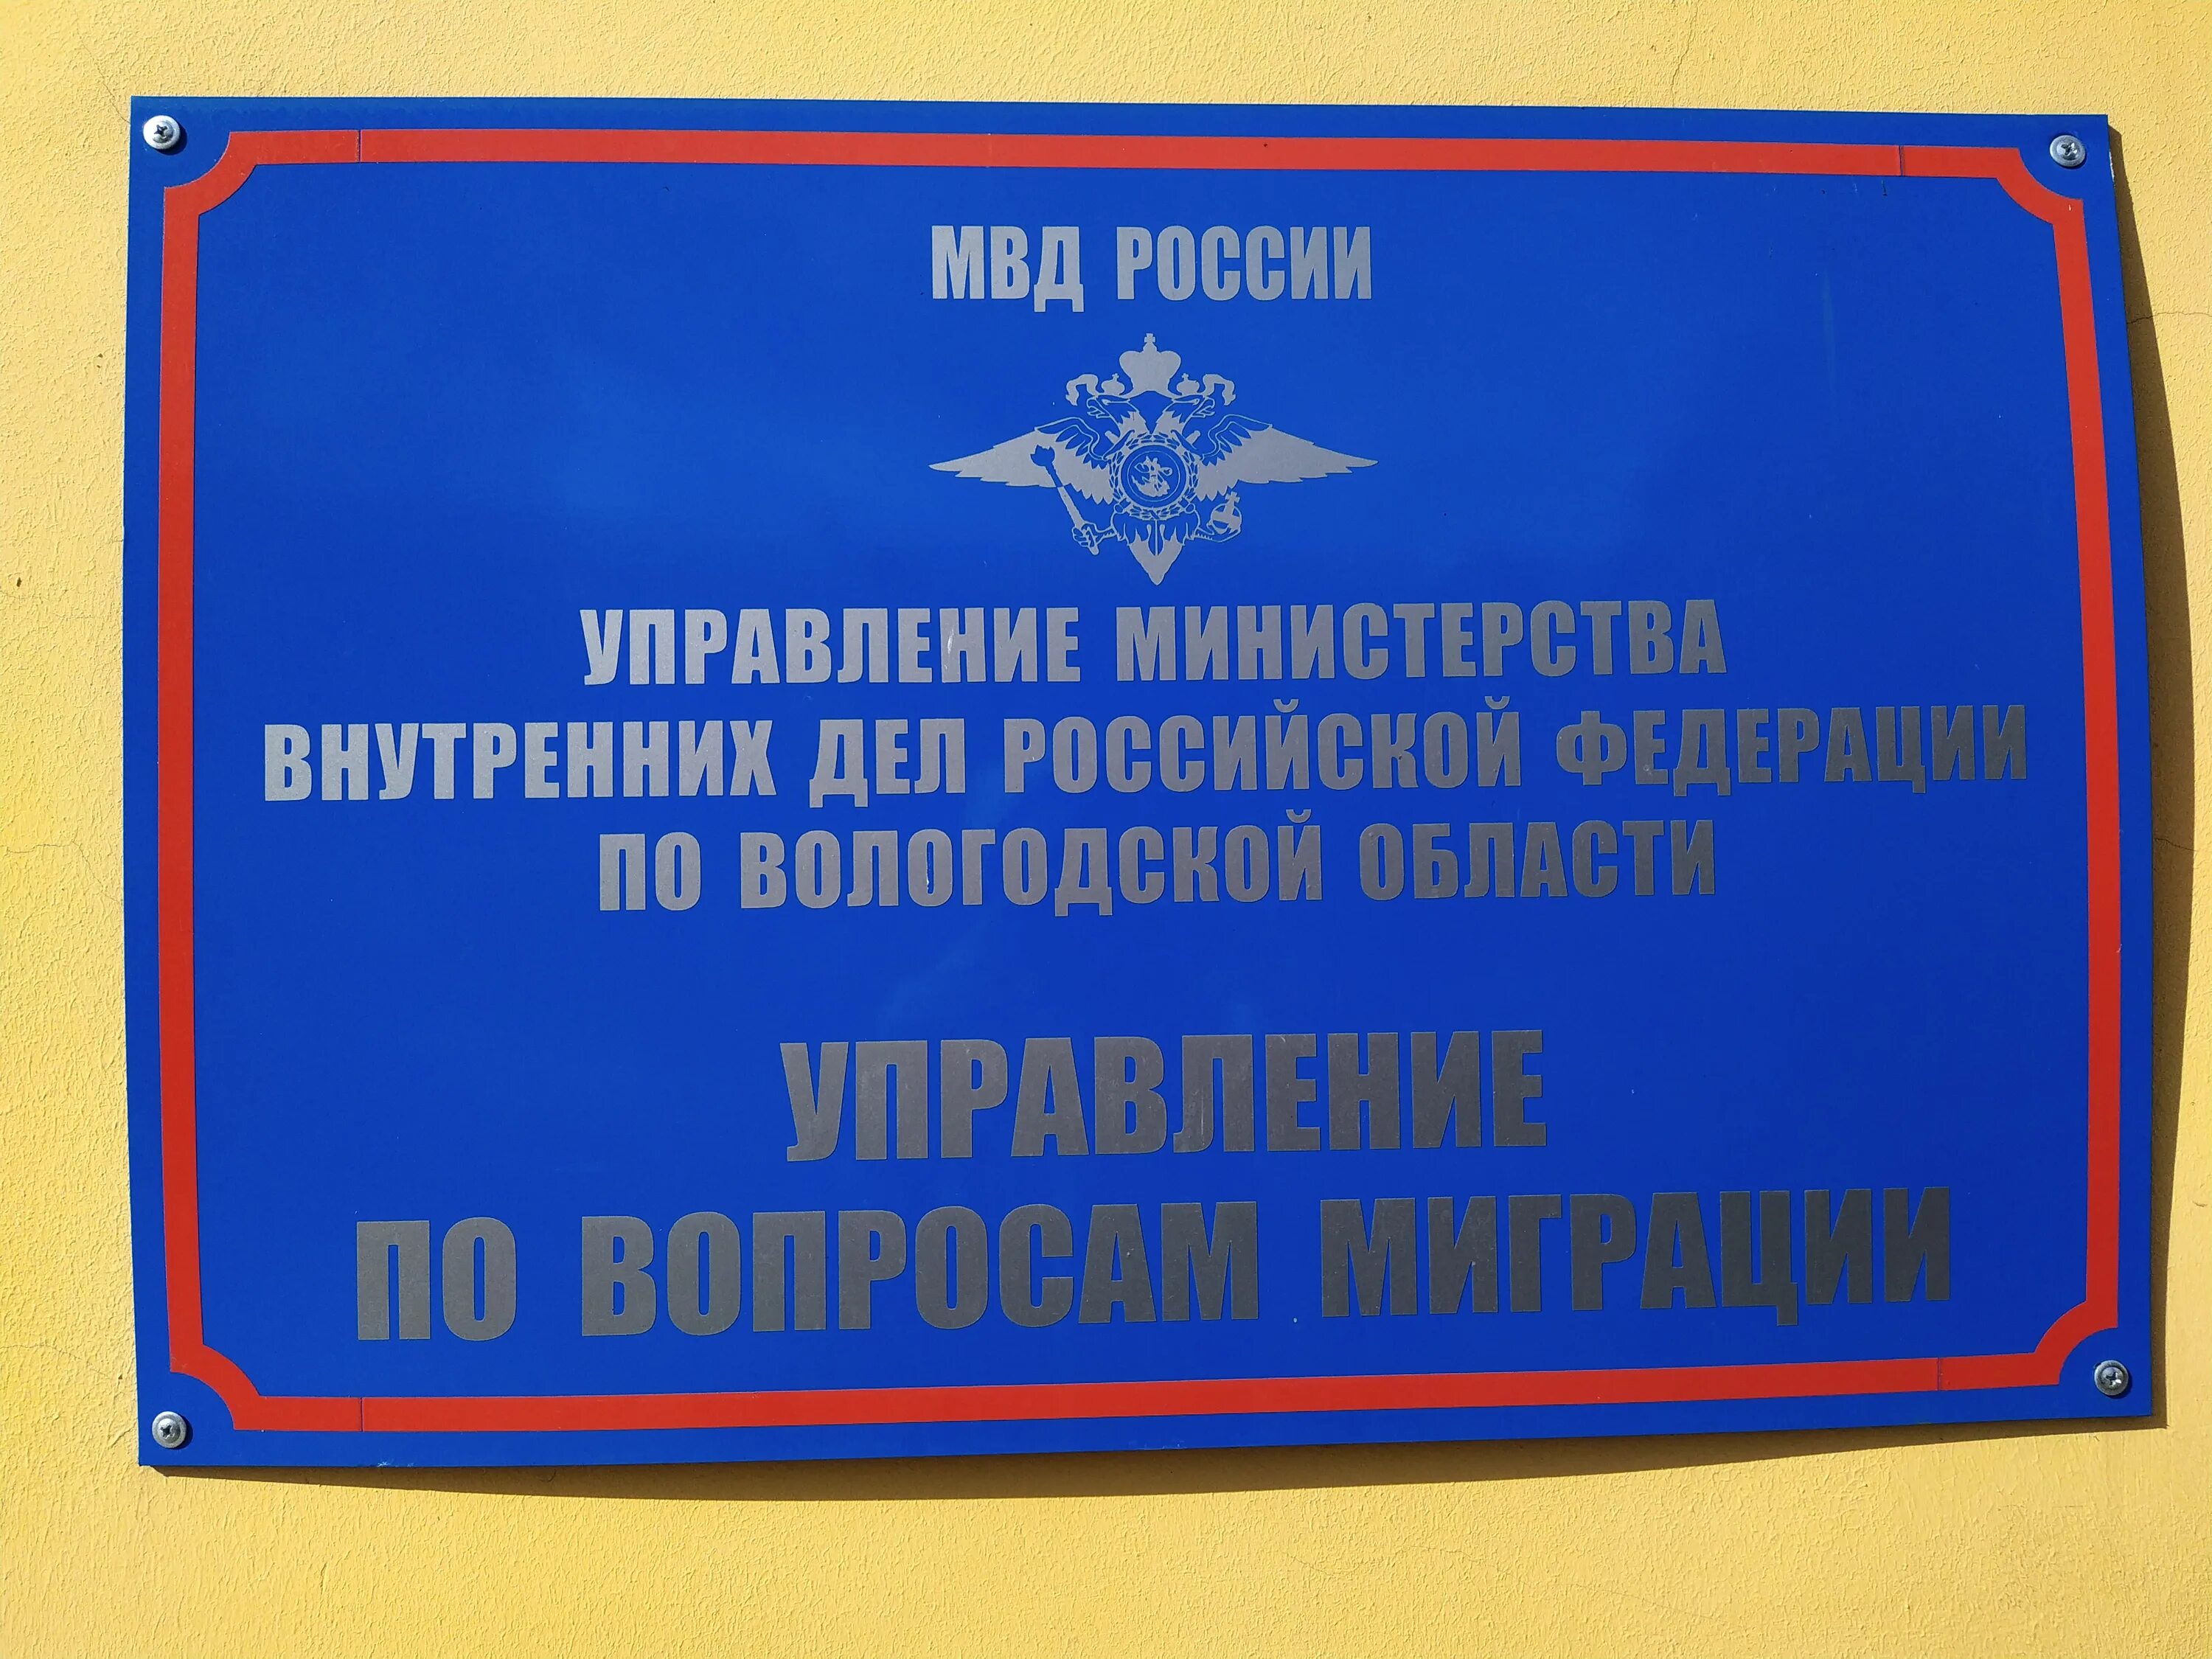 МВД РОССИИ
УПРАВЛЕНИЕ МИНИСТЕРСТВА
ВНУТРЕННИХ ДЕЛ РОССИЙСКОЙ ФЕДЕРАЦИИ
ПО ВОЛОГОДСКОЙ ОБЛАСТИ
УПРАВЛЕНИЕ
ПО ВОПРОСАМ МИГРАЦИИ